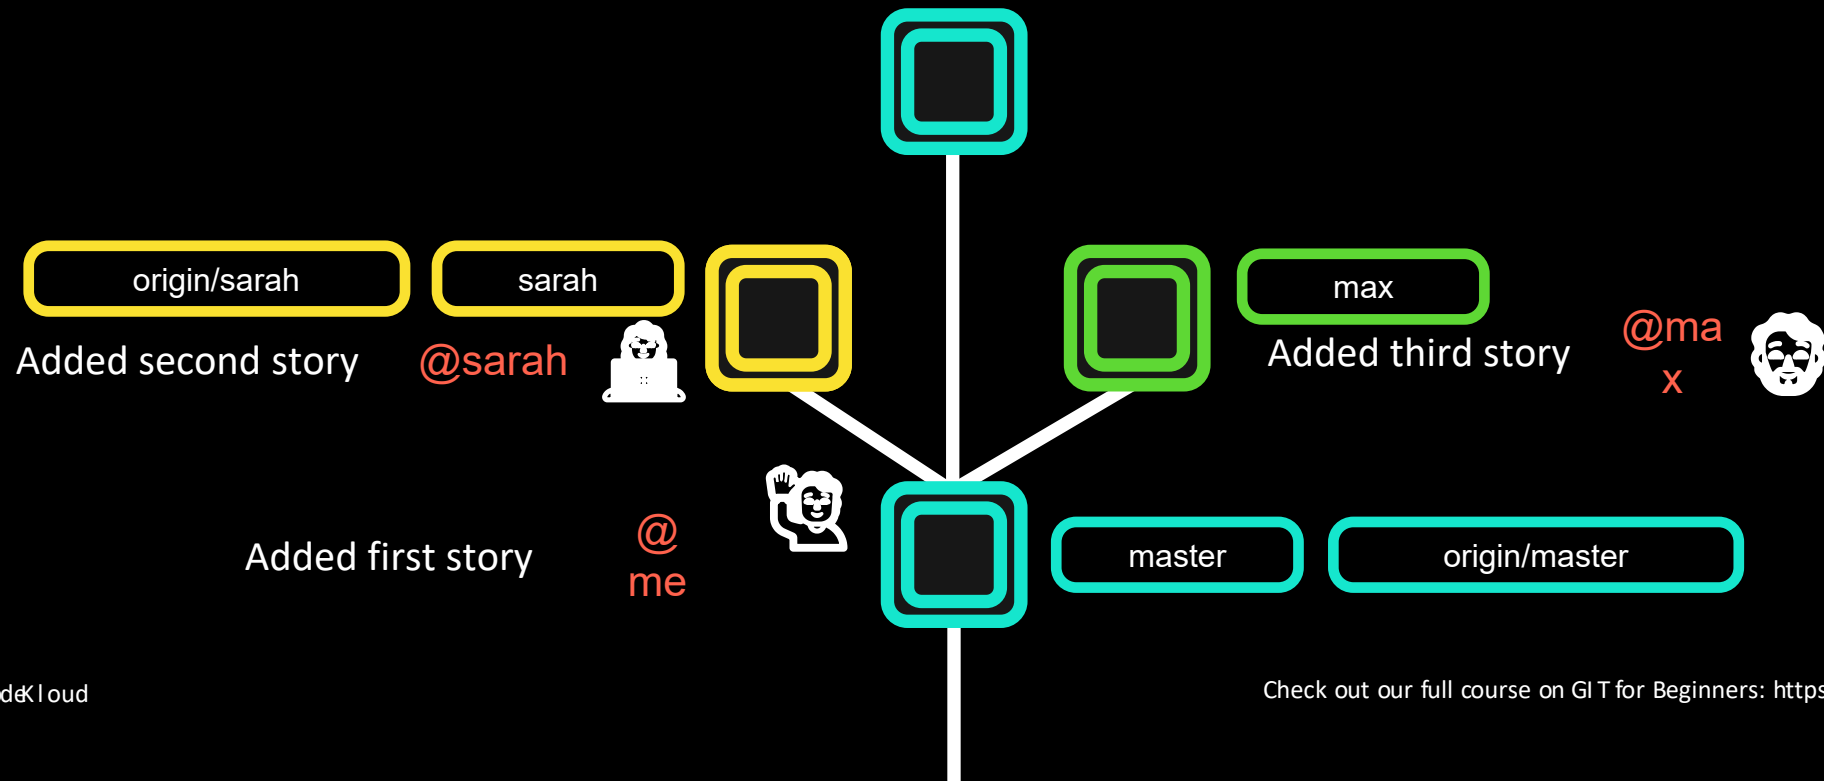 origin/sarah
sarah
max
Added second story
@sarah
Added third story
@ma
x
Added first story
@
me
master
origin/master
deKloud
Check out our full course on GIT for Beginners: https